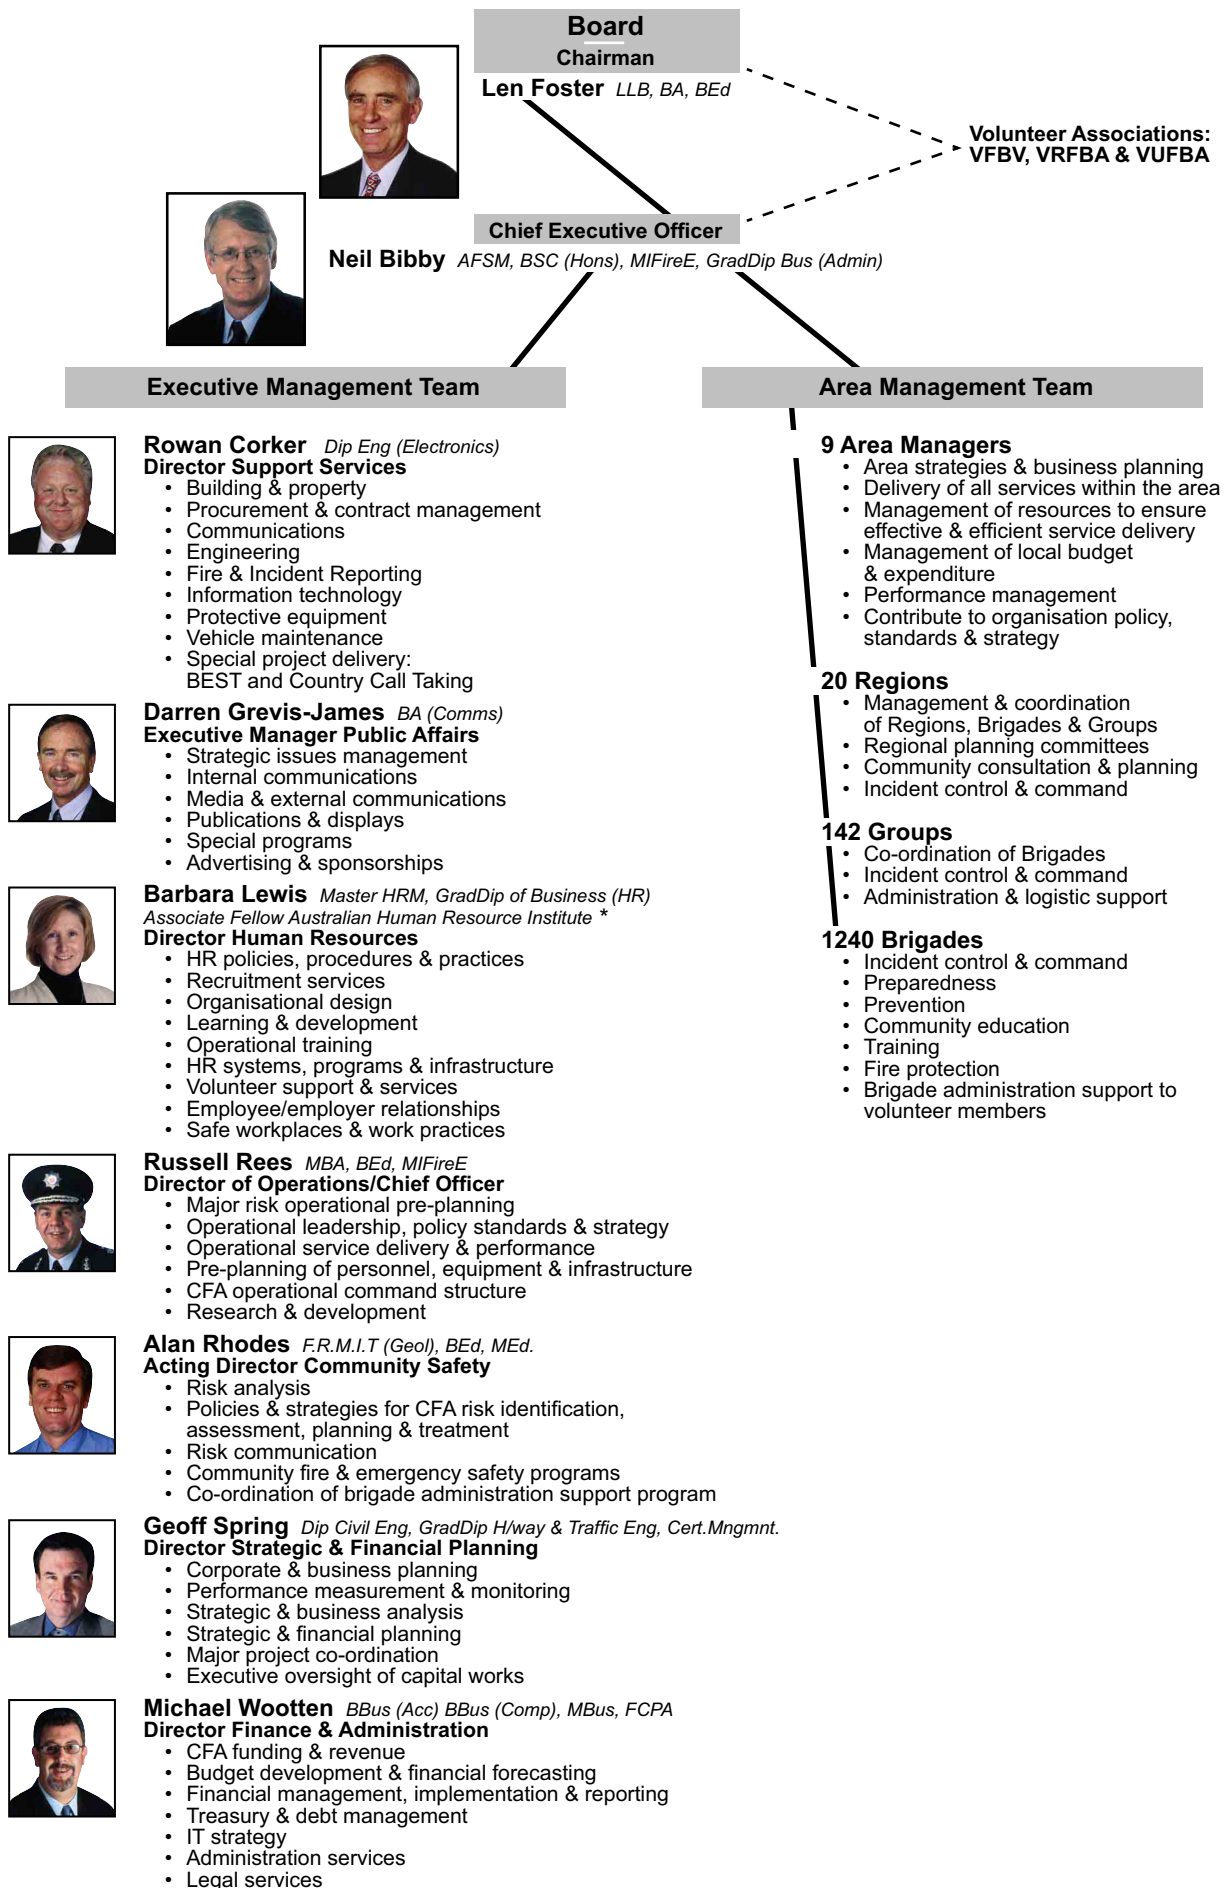 Board
Chairman
Len Foster LLB, BA, BEd
Volunteer Associations:
VFBV, VRFBA & VUFBA
Chief Executive Officer
Neil Bibby AFSM, BSC (Hons), MIFireE, GradDip Bus (Admin)
Executive Management Team
Rowan Corker Dip Eng (Electronics)
Director Support Services
• Building & property
• Procurement & contract management
• Communications
• Engineering
• Fire & Incident Reporting
• Information technology
• Protective equipment
• Vehicle maintenance
• Special project delivery:
BEST and Country Call Taking
Darren Grevis-James BA (Comms)
Executive Manager Public Affairs
• Strategic issues management
• Internal communications
• Media & external communications
• Publications & displays
• Special programs
• Advertising & sponsorships
Barbara Lewis Master HRM, GradDip of Business (HR)
Associate Fellow Australian Human Resource Institute *
Director Human Resources
• HR policies, procedures & practices
• Recruitment services
• Organisational design
• Learning & development
• Operational training
• HR systems, programs & infrastructure
• Volunteer support & services
• Employee/employer relationships
• Safe workplaces & work practices
Russell Rees MBA, BEd, MIFireE
Director of Operations/Chief Officer
• Major risk operational pre-planning
• Operational leadership, policy standards & strategy
• Operational service delivery & performance
• Pre-planning of personnel, equipment & infrastructure
• CFA operational command structure
• Research & development
Alan Rhodes F.R.M.I.T (Geol), BEd, MEd.
Acting Director Community Safety
• Risk analysis
• Policies & strategies for CFA risk identification,
assessment, planning & treatment
• Risk communication
• Community fire & emergency safety programs
• Co-ordination of brigade administration support program
Geoff Spring Dip Civil Eng, GradDip H/way & Traffic Eng, Cert.Mngmnt.
Director Strategic & Financial Planning
• Corporate & business planning
• Performance measurement & monitoring
• Strategic & business analysis
• Strategic & financial planning
• Major project co-ordination
• Executive oversight of capital works
Michael Wootten BBus (Acc) BBus (Comp), MBus, FCPA
Director Finance & Administration
• CFA funding & revenue
• Budget development & financial forecasting
• Financial management, implementation & reporting
• Treasury & debt management
• IT strategy
• Administration services
• Legal services
Area Management Team
9 Area Managers
• Area strategies & business planning
• Delivery of all services within the area
• Management of resources to ensure
effective & efficient service delivery
• Management of local budget
& expenditure
• Performance management
• Contribute to organisation policy,
standards & strategy
20 Regions
• Management & coordination
of Regions, Brigades & Groups
• Regional planning committees
• Community consultation & planning
• Incident control & command
142 Groups
• Co-ordination of Brigades
• Incident control & command
• Administration & logistic support
1240 Brigades
• Incident control & command
• Preparedness
• Prevention
• Community education
• Training
• Fire protection
• Brigade administration support to
volunteer members